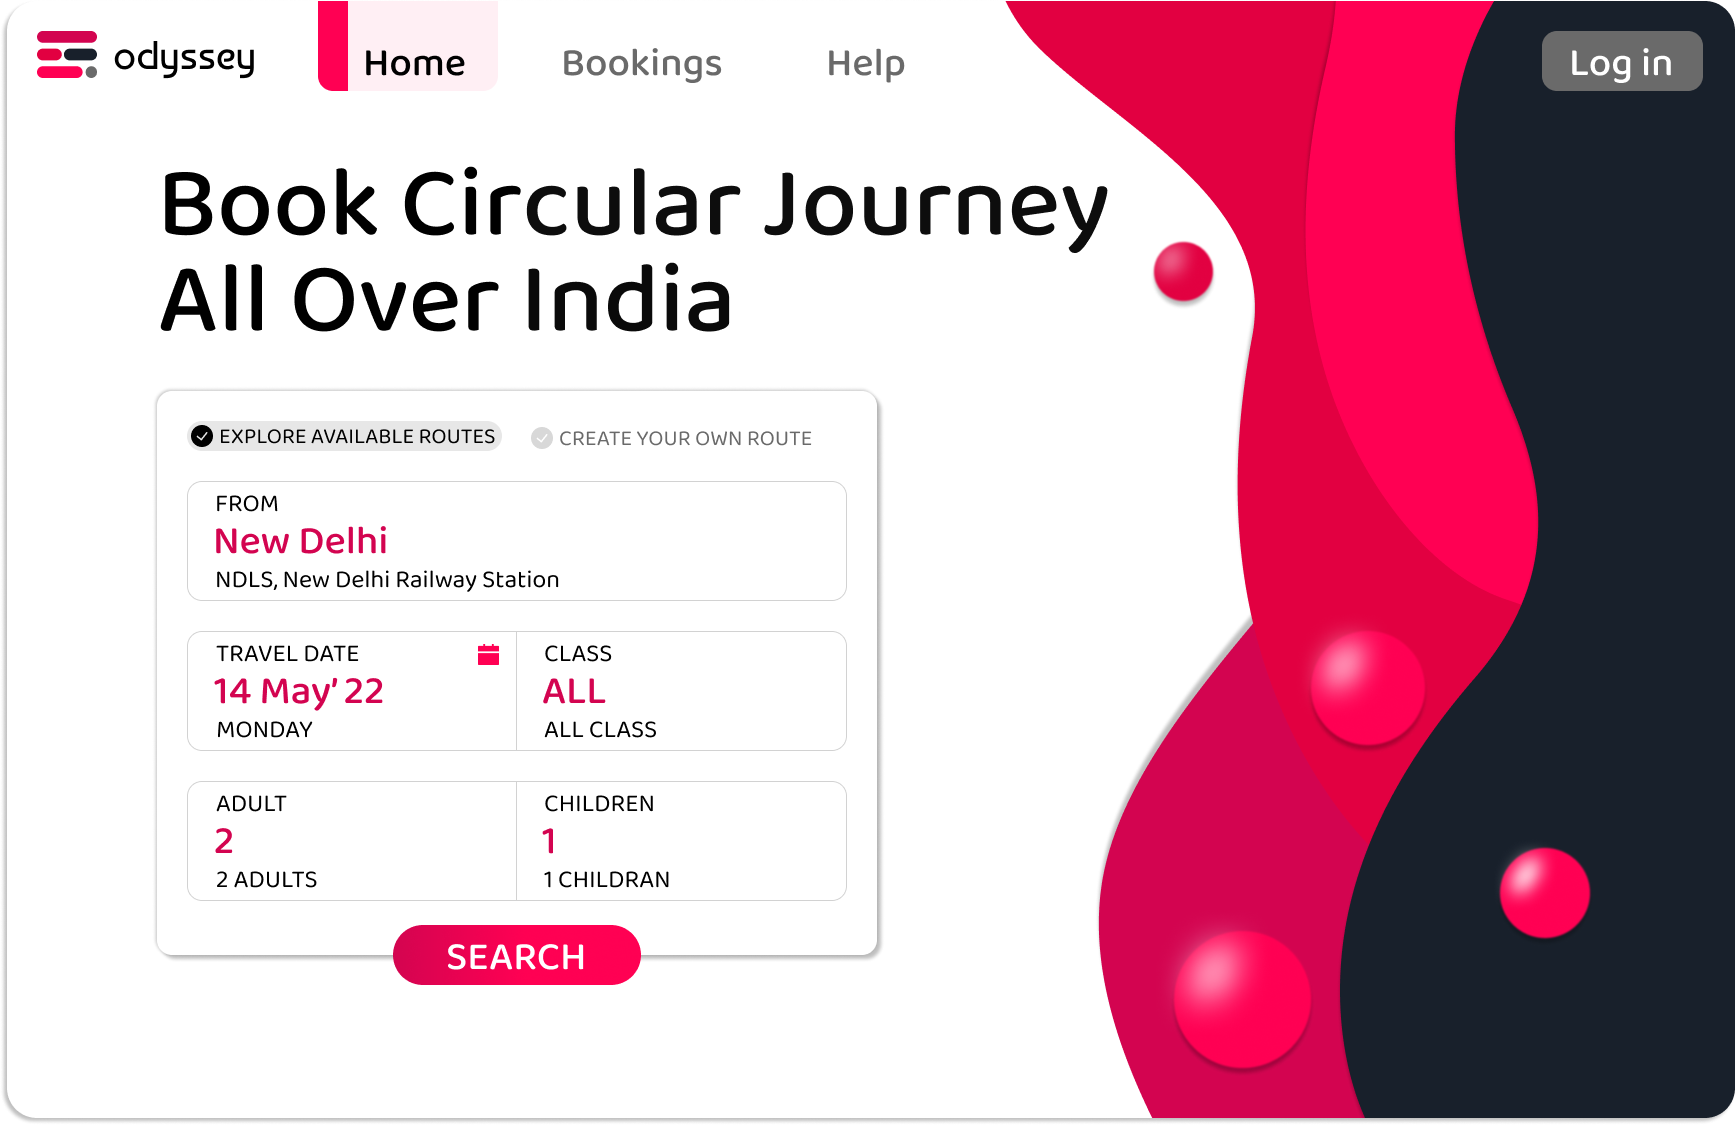 odyssey
Home
Bookings
Help
Log in
Book Circular Journey
All Over India
EXPLORE AVAILABLE ROUTES
CREATE YOUR OWN ROUTE
FROM
New Delhi
NDLS, New Delhi Railway Station
TRAVEL DATE
14 May' 22
MONDAY
CLASS
ALL
ALL CLASS
ADULT
2
2 ADULTS
CHILDREN
1
1 CHILDRAN
SEARCH